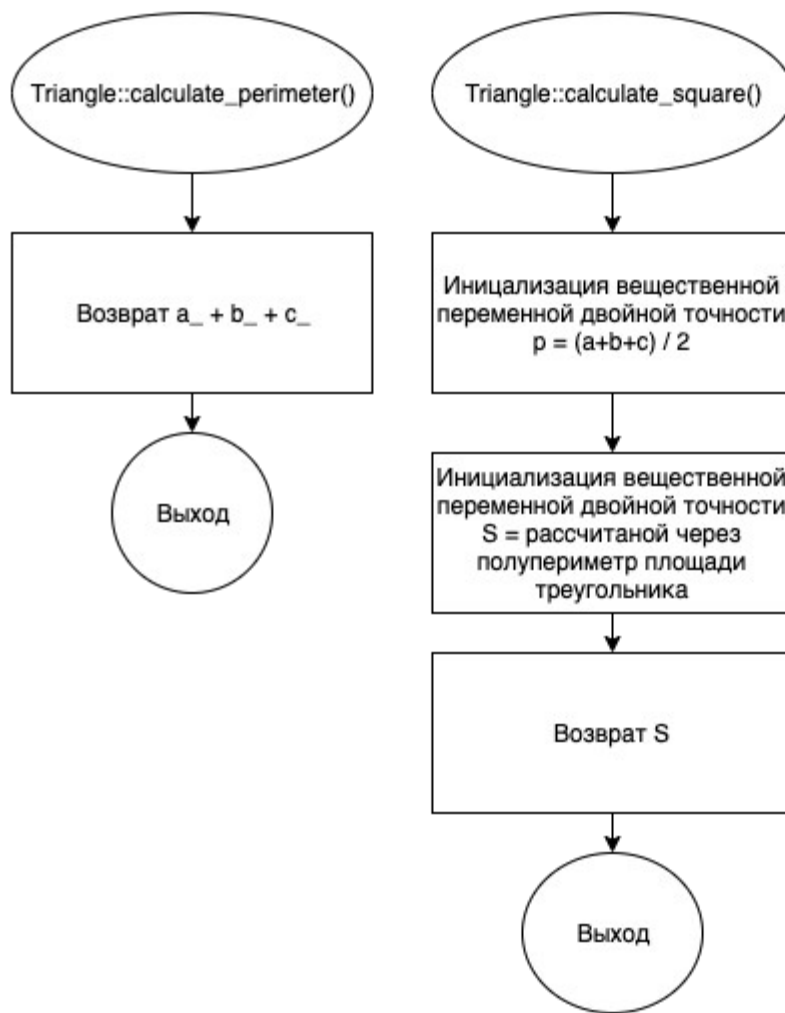 Triangle::calculate_perimeter()
Возврат a_ + b_ + c_
Выход
Triangle::calculate_square()
Иницализация вещественной
переменной двойной точности
p = (a+b+c) / 2
Инициализация вещественной
переменной двойной точности
S = рассчитаной через
полупериметр площади
треугольника
Возврат S
Выход